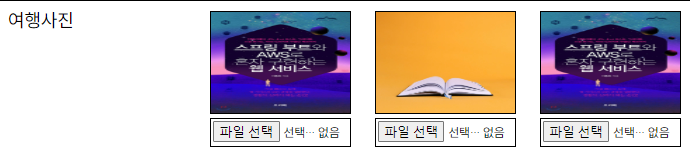 여행사진
스프링 부트와
AWS로
혼자 구현하는
웹 서비스
스프링 부트와
AWS로
혼자 구현하는
웹 서비스
파일 선택 선택… 없음
파일 선택 선택… 없음
파일 선택 선택… 없음